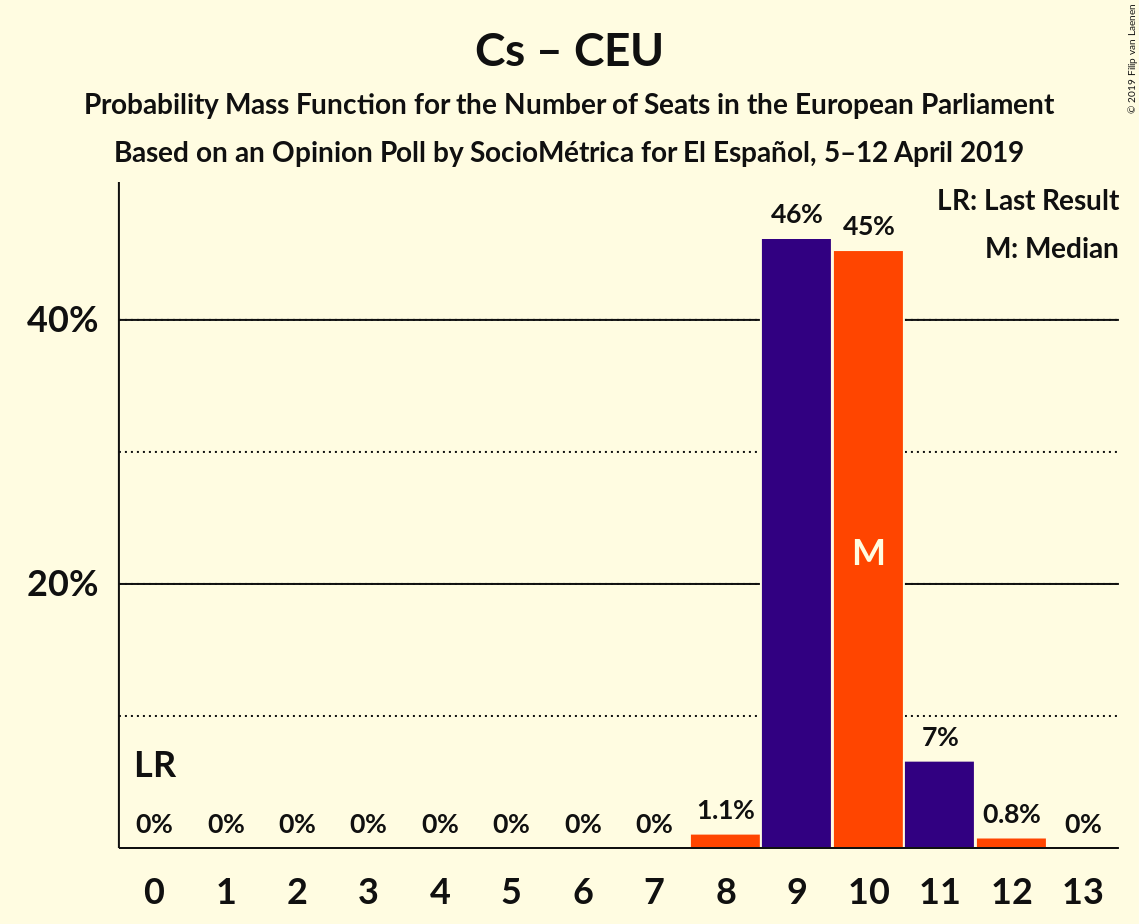 Cs – CEU
Probability Mass Function for the Number of Seats in the European Parliament
Based on an Opinion Poll by SocioMétrica for El Español, 5–12 April 2019
© 2019 Filip van Laenen
LR: Last Result
M: Median
46%
45%
40%
M
20%
7%
LR
1.1%
0.8%
0%
0%
0%
0%
0%
0%
0%
0%
0%
0 1 2 3 4 5 6 7 8 9 10 11 12 13